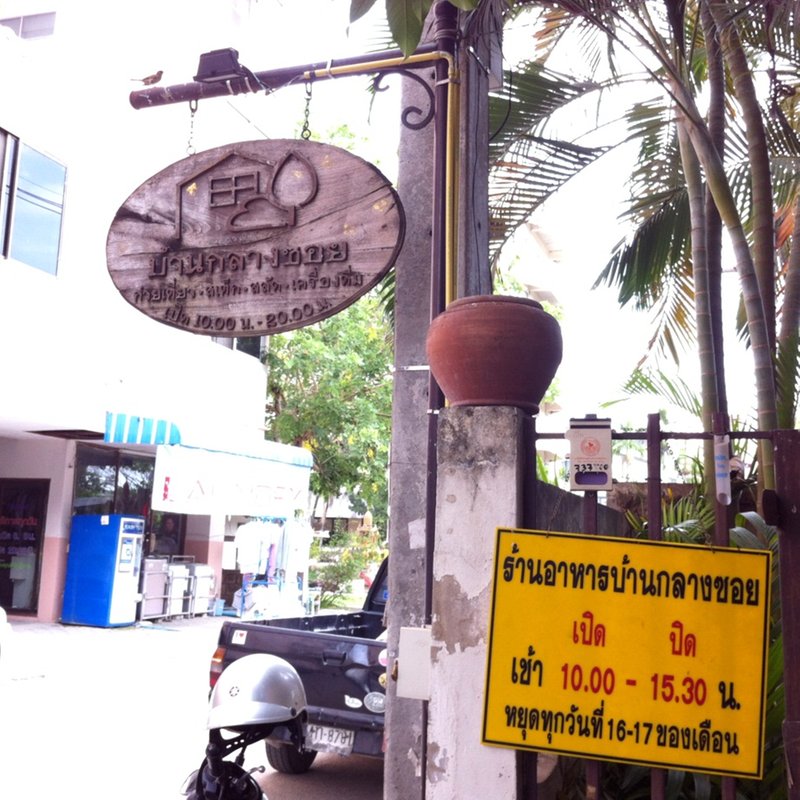 บ้านกลางซอย
ก๋วยเตี๋ยว·สเต็ก·สลัด·เครื่องดื่ม
เปิด 10.00 น.-20.00 น.
737
ร้านอาหารบ้านกลางซอย
เปิด ปิด
เช้า 10.00 - 15.30 น.
หยุดทุกวันที่ 16-17 ของเดือน